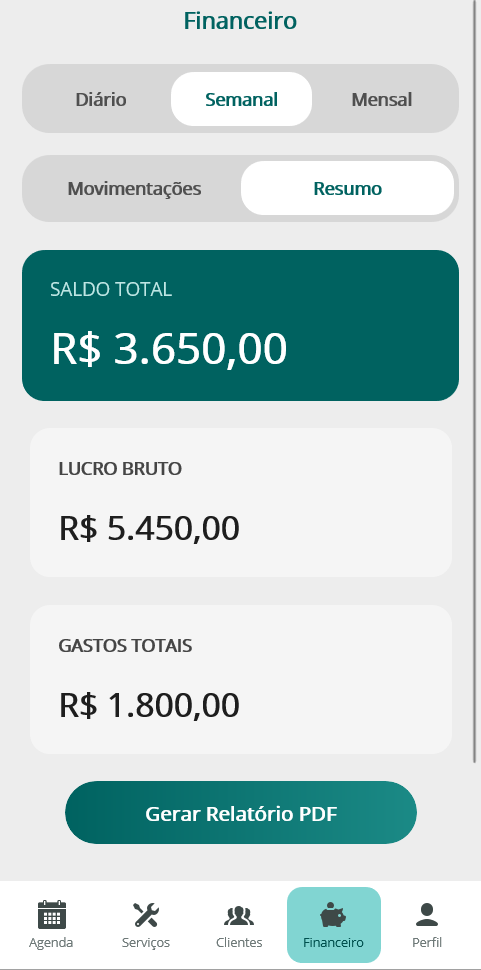 Financeiro
Diário Semanal Mensal
Movimentações Resumo
SALDO TOTAL
R$ 3.650,00
LUCRO BRUTO
R$ 5.450,00
GASTOS TOTAIS
R$ 1.800,00
Gerar Relatório PDF
Agenda Serviços Clientes Financeiro Perfil